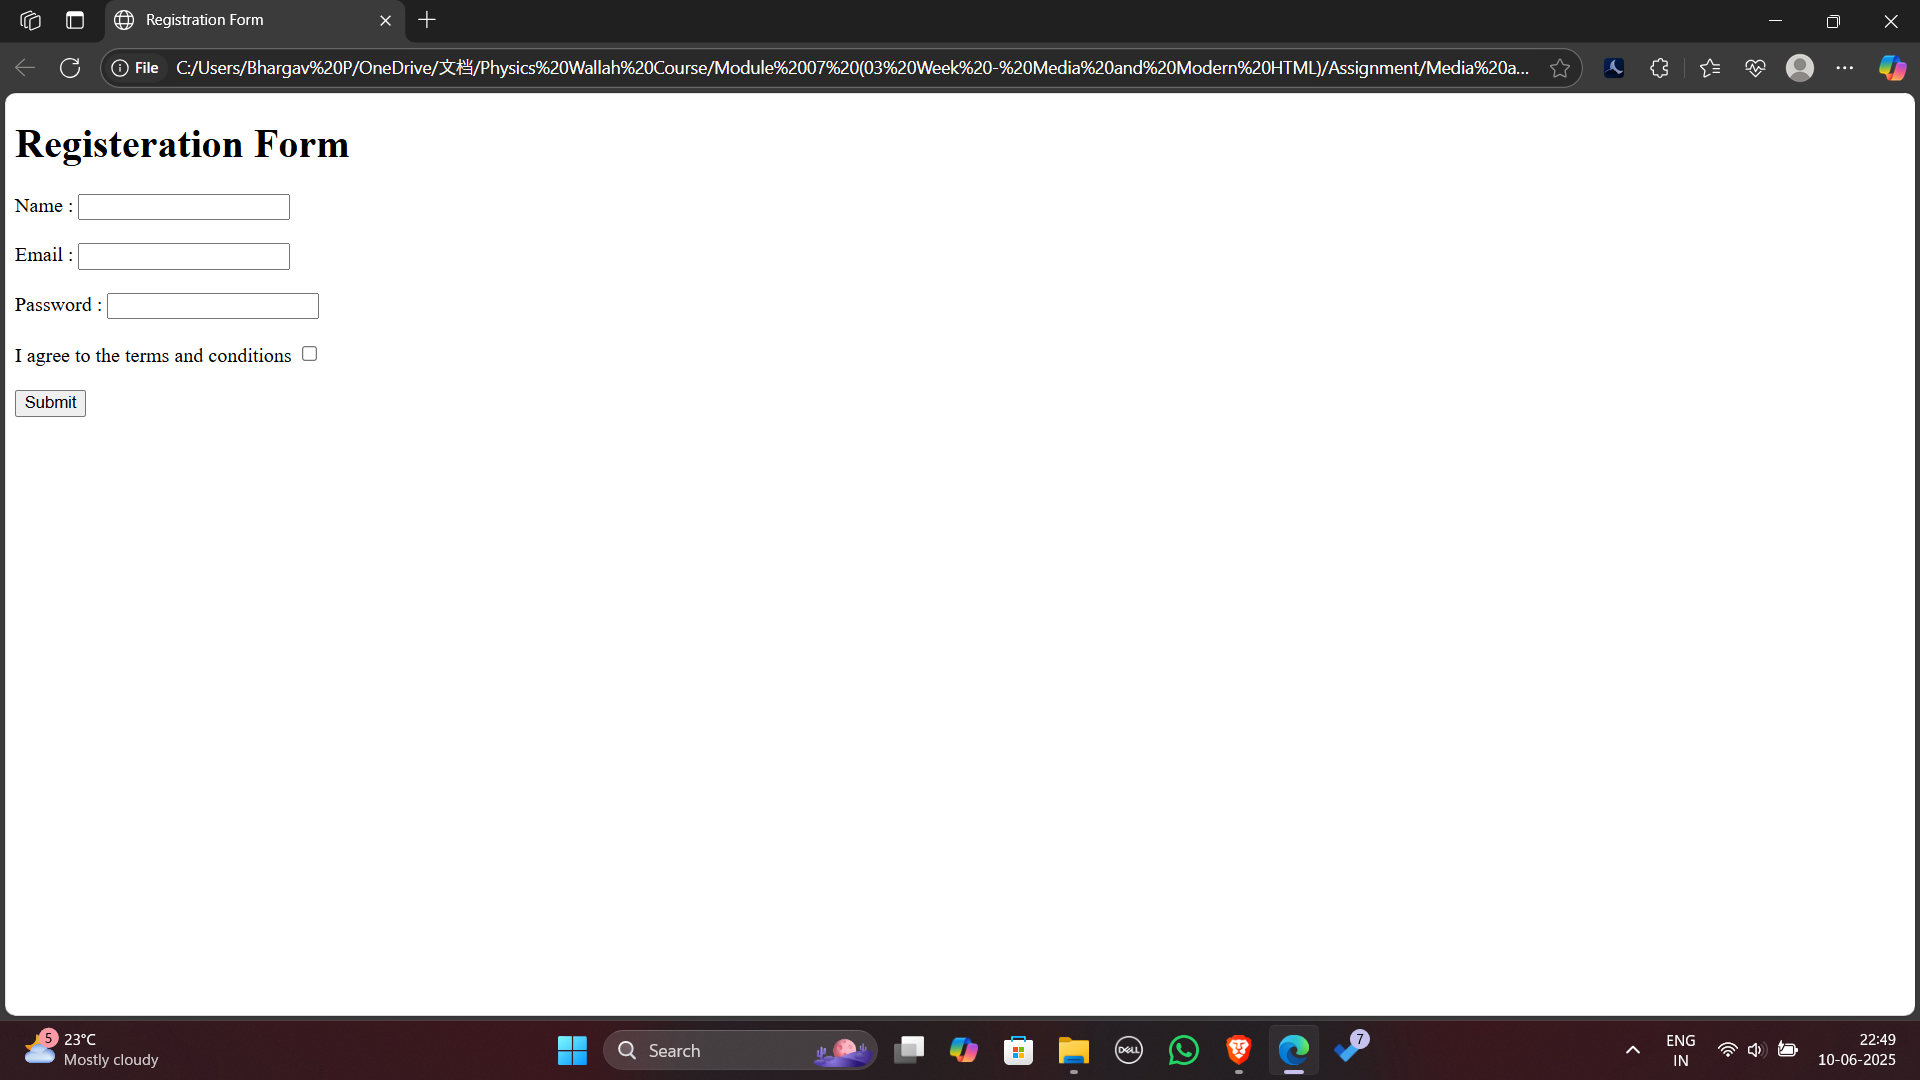 Registration Form
File C:/Users/Bhargav%20P/OneDrive/文档/Physics%20Wallah%20Course/Module%2007%20(03%20Week%20-%20Media%20and%20Modern%20HTML)/Assignment/Media%20a...
Registeration Form
Name :
Email :
Password :
I agree to the terms and conditions
Submit
5
23°C
Mostly cloudy
Search
DELL
7
ENG
IN
22:49
10-06-2025